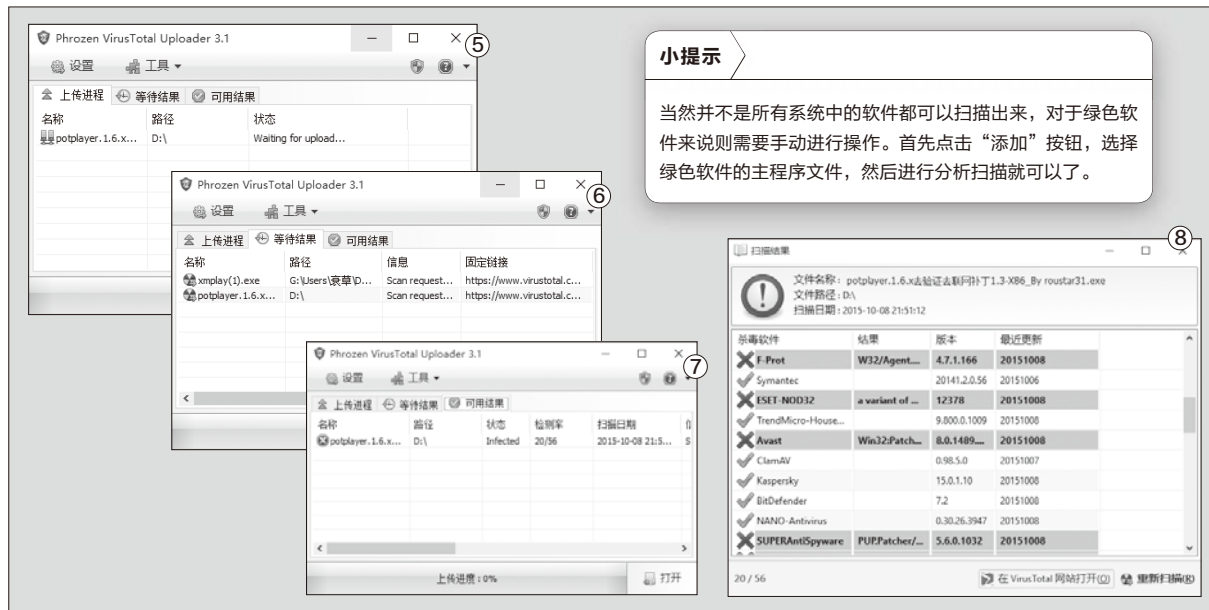 Phrozen VirusTotal Uploader 3.1
⑤
设置 工具
上传进程 等待结果 可用结果
名称 路径 状态
potplayer.1.6.x... D:\ Waiting for upload...
小提示
当然并不是所有系统中的软件都可以扫描出来，对于绿色软
件来说则需要手动进行操作。首先点击“添加”按钮，选择
绿色软件的主程序文件，然后进行分析扫描就可以了。
Phrozen VirusTotal Uploader 3.1
⑥
设置 工具
上传进程 等待结果 可用结果
名称 路径 信息 固定链接
xmplay(1).exe G:\Users\衰草\D... Scan request... https://www.virustotal.c...
potplayer.1.6.x... D:\ Scan request... https://www.virustotal.c...
Phrozen VirusTotal Uploader 3.1
⑦
设置 工具
上传进程 等待结果 可用结果
名称 路径 状态 检测率 扫描日期
potplayer.1.6.x... D:\ Infected 20/56 2015-10-08 21:5... S
上传进度：0% 打开
扫描结果
⑧
文件名称： potplayer.1.6.x去验证去联网补丁1.3-X86_By roustar31.exe
文件路径：D:\
扫描日期：2015-10-08 21:51:12
杀毒软件 结果 版本 最近更新
F-Prot W32/Agent.... 4.7.1.166 20151008
Symantec 20141.2.0.56 20151006
ESET-NOD32 a variant of ... 12378 20151008
TrendMicro-House... 9.800.0.1009 20151008
Avast Win32:Patch... 8.0.1489.... 20151008
ClamAV 0.98.5.0 20151007
Kaspersky 15.0.1.10 20151008
BitDefender 7.2 20151008
NANO-Antivirus 0.30.26.3947 20151008
SUPERAntiSpyware PUP.Patcher/... 5.6.0.1032 20151008
20 / 56 在 VirusTotal 网站打开(O) 重新扫描(R)